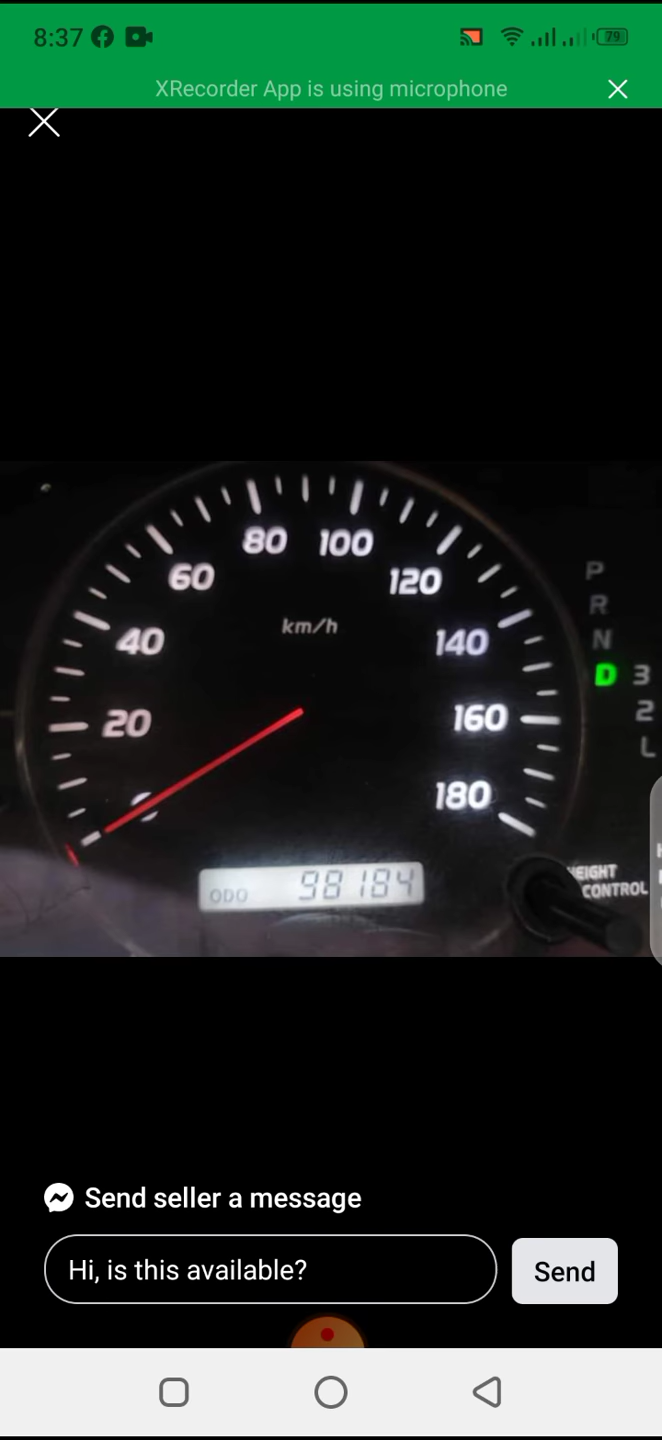 8:37
79
XRecorder App is using microphone
80 100
60
120
km/h
40
140
20
160
180
P
R
N
D 3
2
L
ODO 98184
HEIGHT
CONTROL
Send seller a message
Hi, is this available?
Send